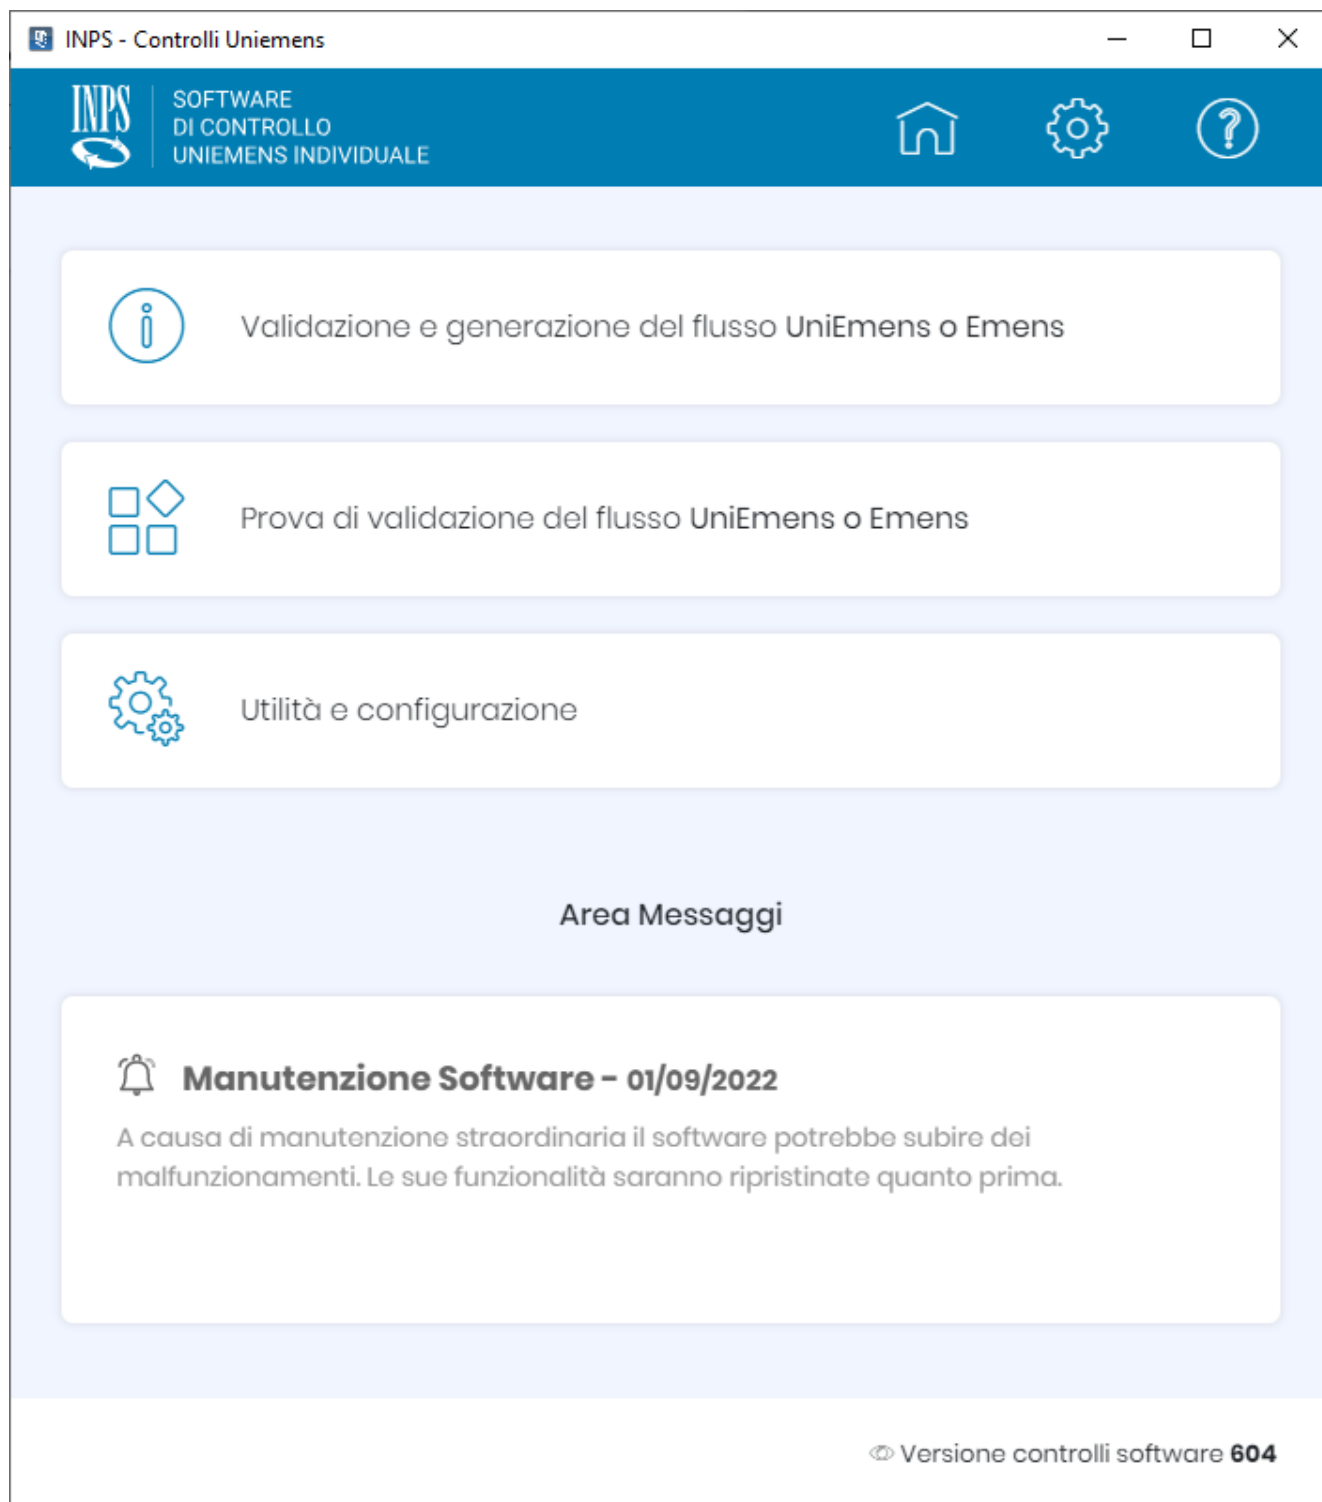 INPS - Controlli Uniemens
INPS
SOFTWARE
DI CONTROLLO
UNIEMENS INDIVIDUALE
Validazione e generazione del flusso UniEmens o Emens
Prova di validazione del flusso UniEmens o Emens
Utilità e configurazione
Area Messaggi
Manutenzione Software - 01/09/2022
A causa di manutenzione straordinaria il software potrebbe subire dei
malfunzionamenti. Le sue funzionalità saranno ripristinate quanto prima.
Versione controlli software 604